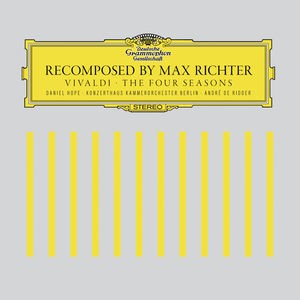 Deutsche
Grammophon
Gesellschaft
RECOMPOSED BY MAX RICHTER
VIVALDI · THE FOUR SEASONS
DANIEL HOPE · KONZERTHAUS KAMMERORCHESTER BERLIN · ANDRÉ DE RIDDER
STEREO